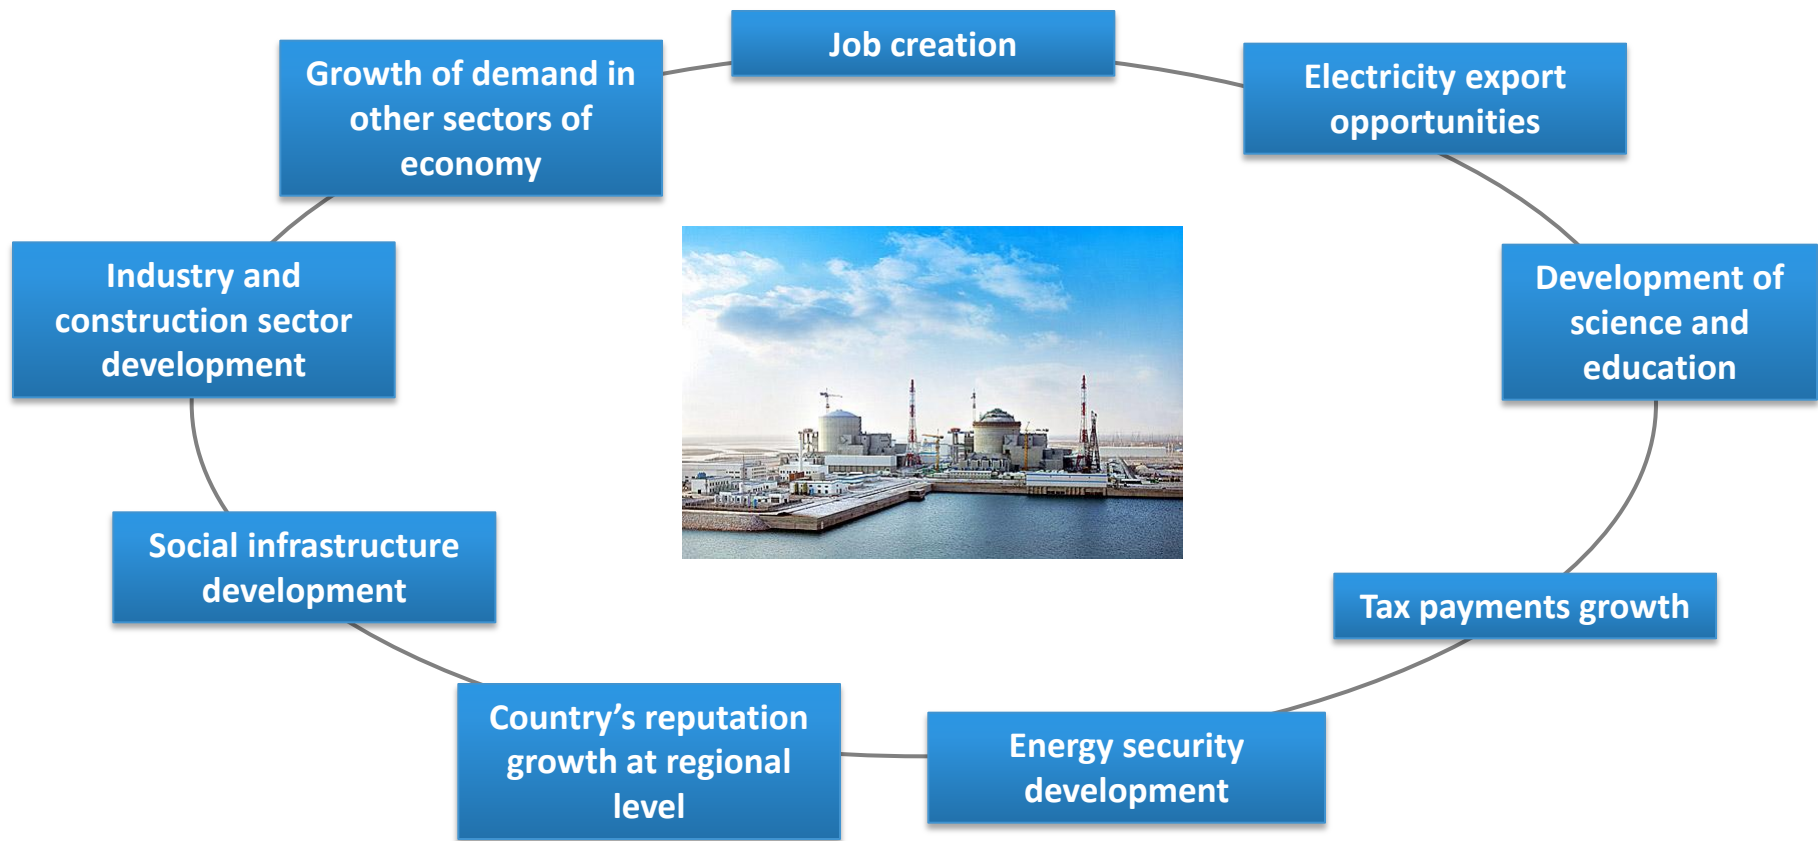 Job creation
Electricity export
opportunities
Development of
science and
education
Tax payments growth
Energy security
development
Country’s reputation
growth at regional
level
Social infrastructure
development
Industry and
construction sector
development
Growth of demand in
other sectors of
economy